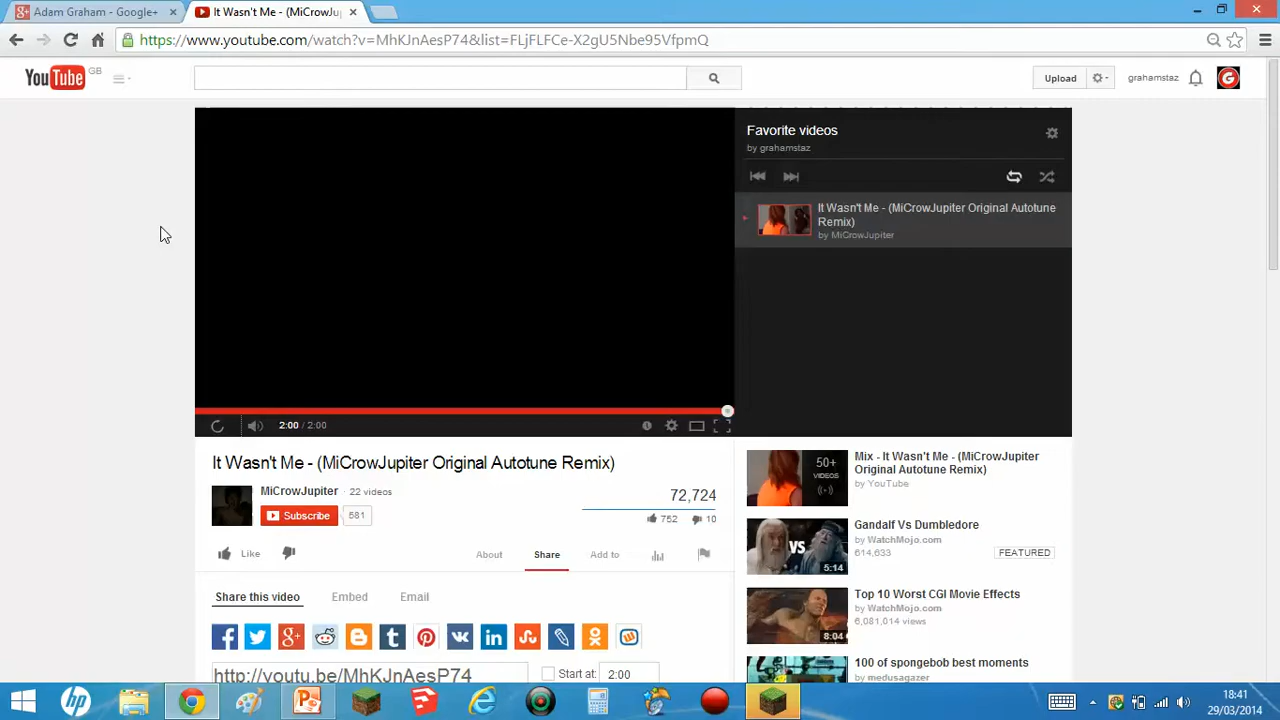 Adam Graham - Google+
It Wasn't Me - (MiCrowJu
https://www.youtube.com/watch?v=MhKJnAesP74&list=FLjFLFCe-X2gU5Nbe95VfpmQ
YouTube GB
Upload
grahamstaz
Favorite videos
by grahamstaz
It Wasn't Me - (MiCrowJupiter Original Autotune
Remix)
by MiCrowJupiter
2:00 / 2:00
It Wasn't Me - (MiCrowJupiter Original Autotune Remix)
MiCrowJupiter · 22 videos
Subscribe 581
72,724
752 10
Like
About Share Add to
Share this video Embed Email
http://youtu.be/MhKJnAesP74
Start at: 2:00
50+
VIDEOS
Mix - It Wasn't Me - (MiCrowJupiter
Original Autotune Remix)
by YouTube
VS
5:14
Gandalf Vs Dumbledore
by WatchMojo.com
614,633
FEATURED
8:04
Top 10 Worst CGI Movie Effects
by WatchMojo.com
6,081,014 views
100 of spongebob best moments
by medusagazer
18:41
29/03/2014